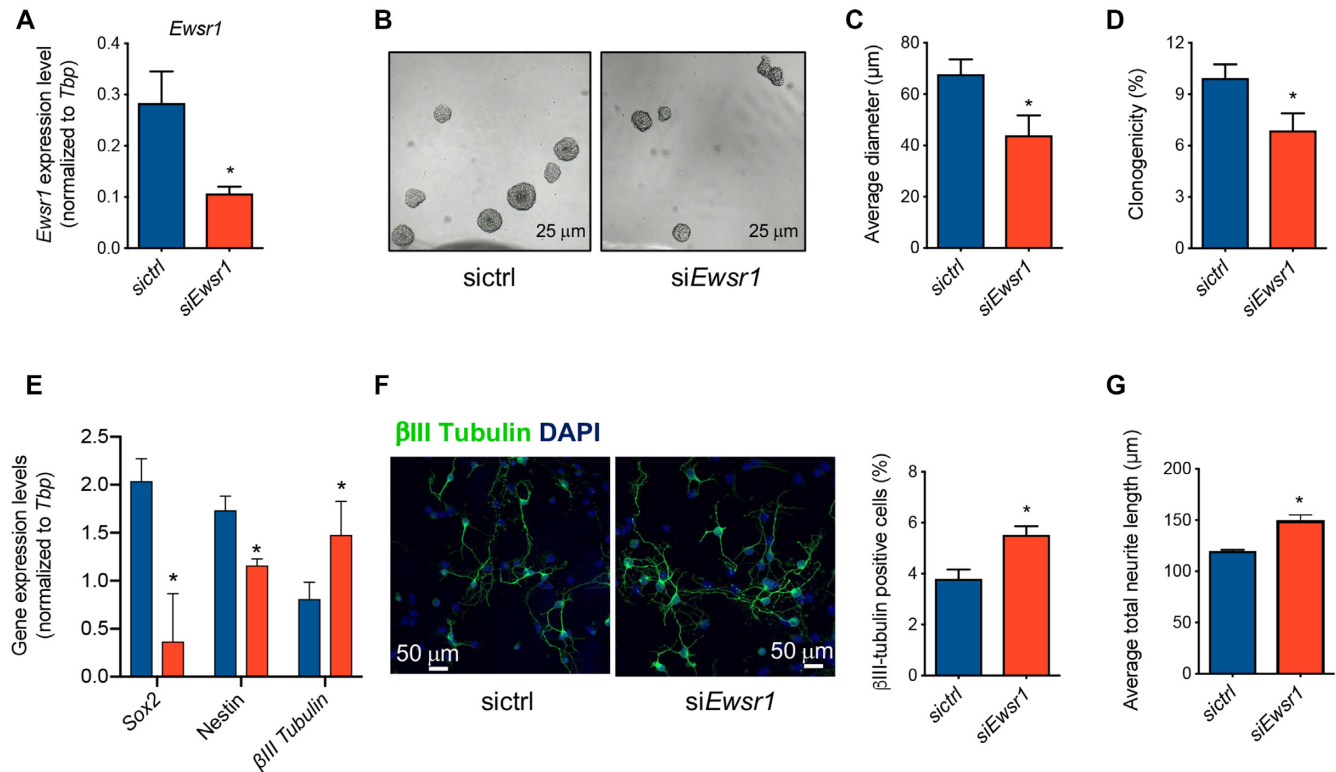 A
Ewsr1
Ewsr1 expression level
(normalized to Tbp)
0.4
0.3
0.2
0.1
0.0
*
sictrl
siEwsr1
B
25 μm
25 μm
sictrl
siEwsr1
C
Average diameter (μm)
80
60
40
20
0
*
sictrl
siEwsr1
D
Clonogenicity (%)
12
9
6
3
0
*
sictrl
siEwsr1
E
Gene expression levels
(normalized to Tbp)
2.5
2.0
1.5
1.0
0.5
0.0
*
*
*
Sox2
Nestin
βIII Tubulin
F
βIII Tubulin DAPI
50 μm
50 μm
sictrl
siEwsr1
βIII-tubulin positive cells (%)
8
6
4
2
0
*
sictrl
siEwsr1
G
Average total neurite length (μm)
200
150
100
50
0
*
sictrl
siEwsr1